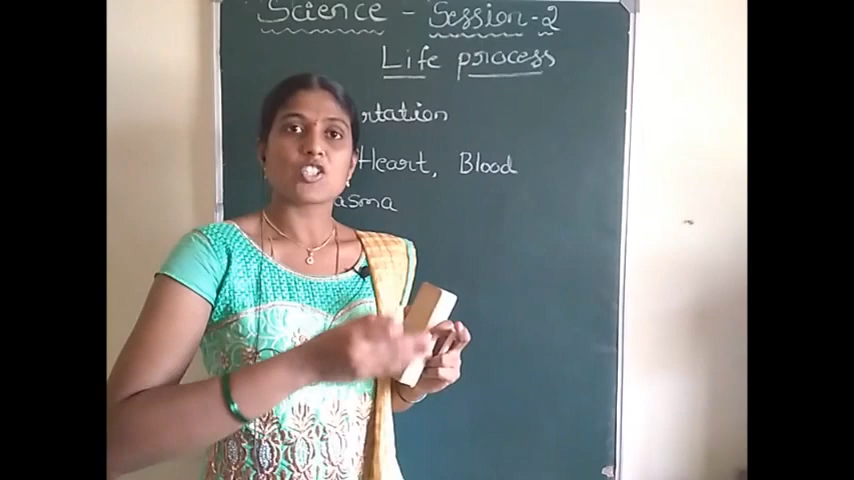 Science - Session-2
Life process
rtation
Heart, Blood
asma